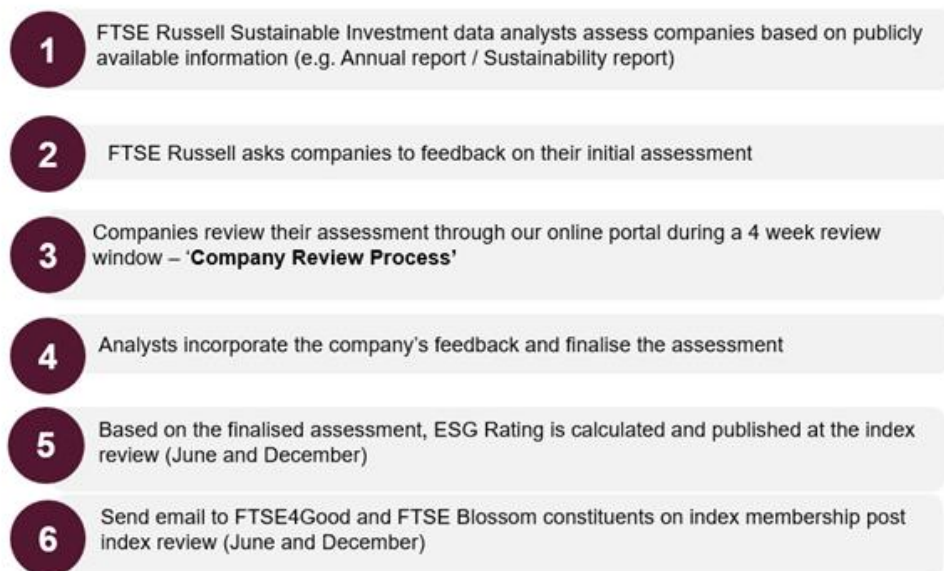 1
FTSE Russell Sustainable Investment data analysts assess companies based on publicly
available information (e.g. Annual report / Sustainability report)
2
FTSE Russell asks companies to feedback on their initial assessment
3
Companies review their assessment through our online portal during a 4 week review
window – ‘Company Review Process’
4
Analysts incorporate the company’s feedback and finalise the assessment
5
Based on the finalised assessment, ESG Rating is calculated and published at the index
review (June and December)
6
Send email to FTSE4Good and FTSE Blossom constituents on index membership post
index review (June and December)